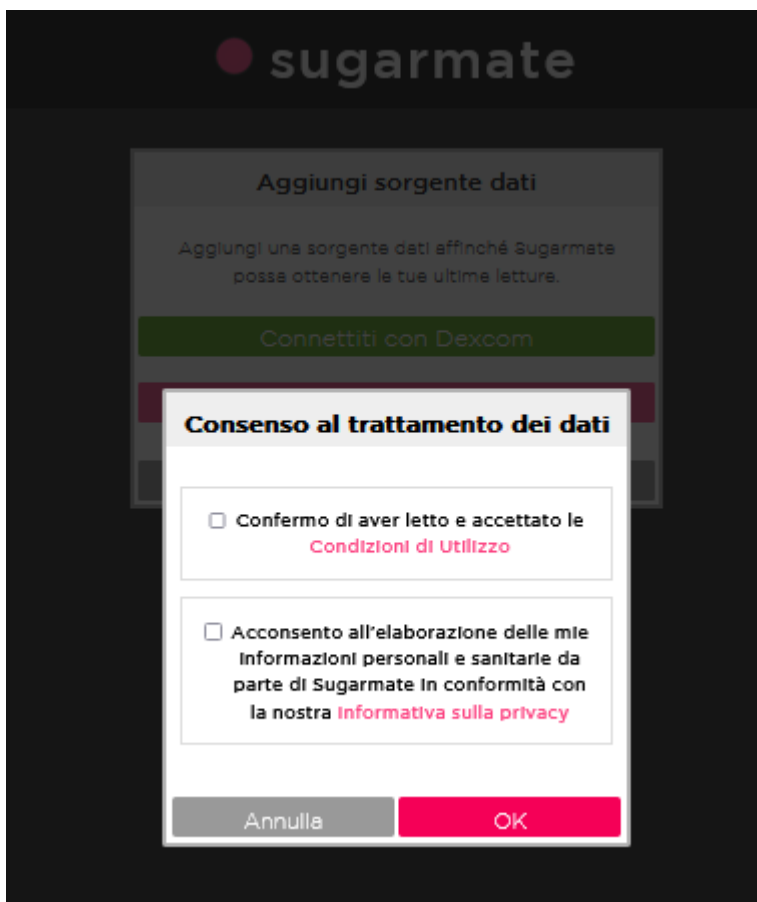 sugarmate
Aggiungi sorgente dati
Aggiungi una sorgente dati affinché Sugarmate
possa ottenere le tue ultime letture.
Connettiti con Dexcom
Consenso al trattamento dei dati
Confermo di aver letto e accettato le
Condizioni di Utilizzo
Acconsento all'elaborazione delle mie
informazioni personali e sanitarie da
parte di Sugarmate in conformità con
la nostra informativa sulla privacy
Annulla
OK